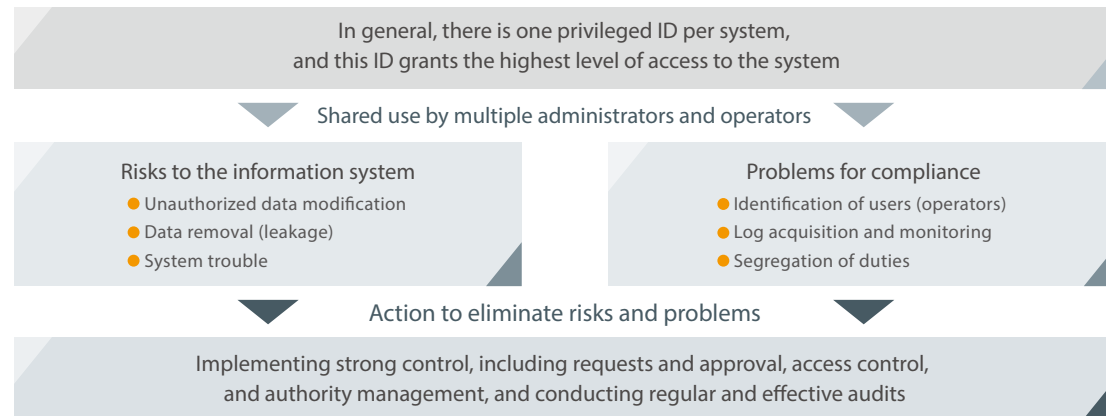 In general, there is one privileged ID per system,
and this ID grants the highest level of access to the system
Shared use by multiple administrators and operators
Risks to the information system
Unauthorized data modification
Data removal (leakage)
System trouble
Problems for compliance
Identification of users (operators)
Log acquisition and monitoring
Segregation of duties
Action to eliminate risks and problems
Implementing strong control, including requests and approval, access control,
and authority management, and conducting regular and effective audits